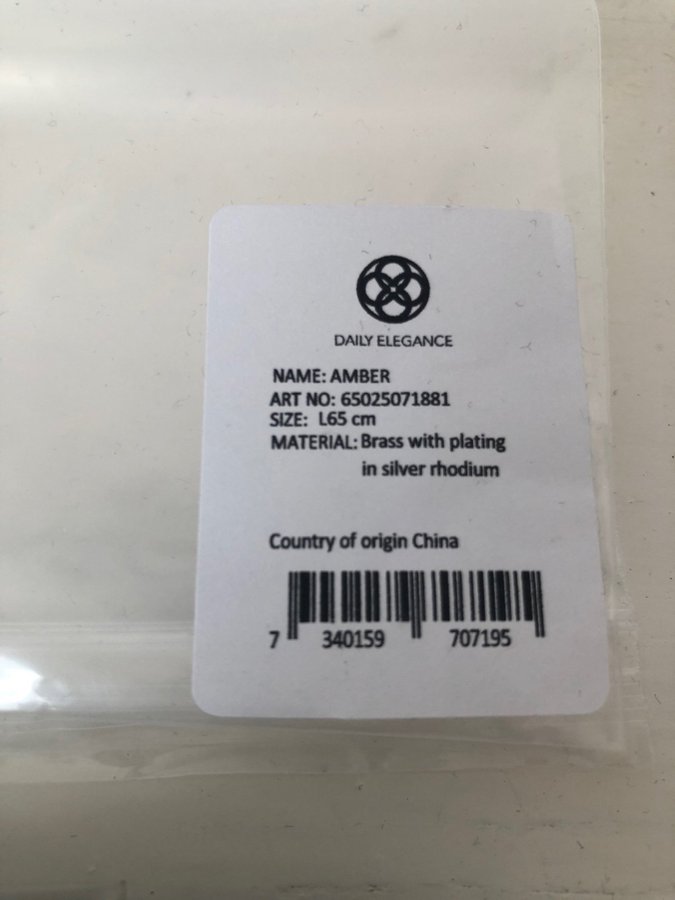 DAILY ELEGANCE
NAME: AMBER
ART NO: 65025071881
SIZE: L65 cm
MATERIAL: Brass with plating
in silver rhodium
Country of origin China
7 340159 707195